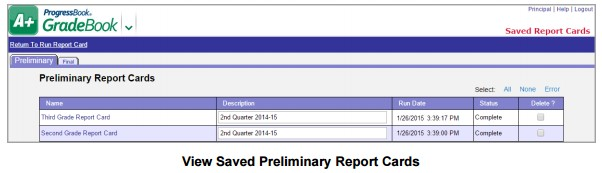 Principal | Help | Logout
A+ ProgressBook
GradeBook
Saved Report Cards
Return To Run Report Card
Preliminary Final
Preliminary Report Cards
Select: All None Error
Name Description Run Date Status Delete ?
Third Grade Report Card 2nd Quarter 2014-15 1/26/2015 3:39:17 PM Complete
Second Grade Report Card 2nd Quarter 2014-15 1/26/2015 3:39:00 PM Complete
View Saved Preliminary Report Cards